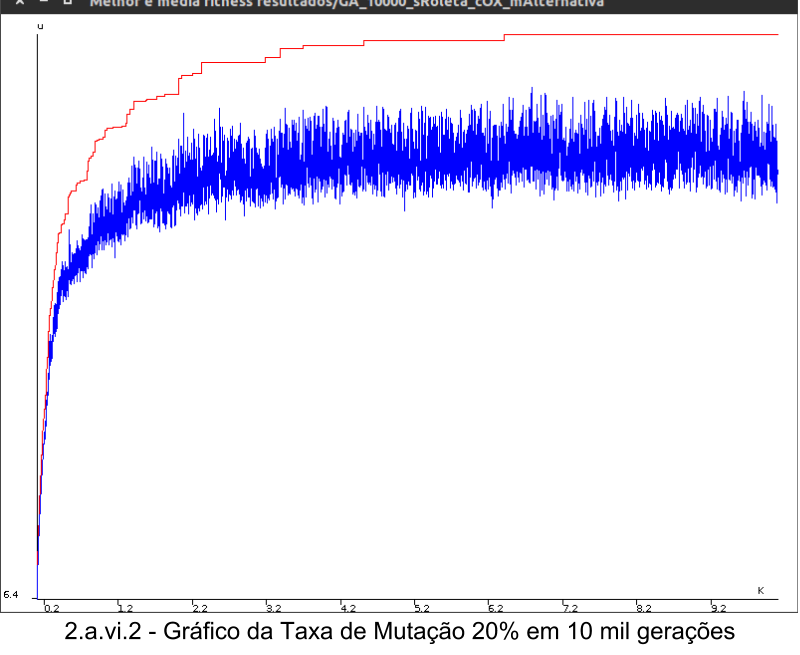 Melhor e média fitness resultados/GA_10000_sRoleta_cOX_mAlternativa
u
6.4
K
0.2 1.2 2.2 3.2 4.2 5.2 6.2 7.2 8.2 9.2
2.a.vi.2 - Gráfico da Taxa de Mutação 20% em 10 mil gerações